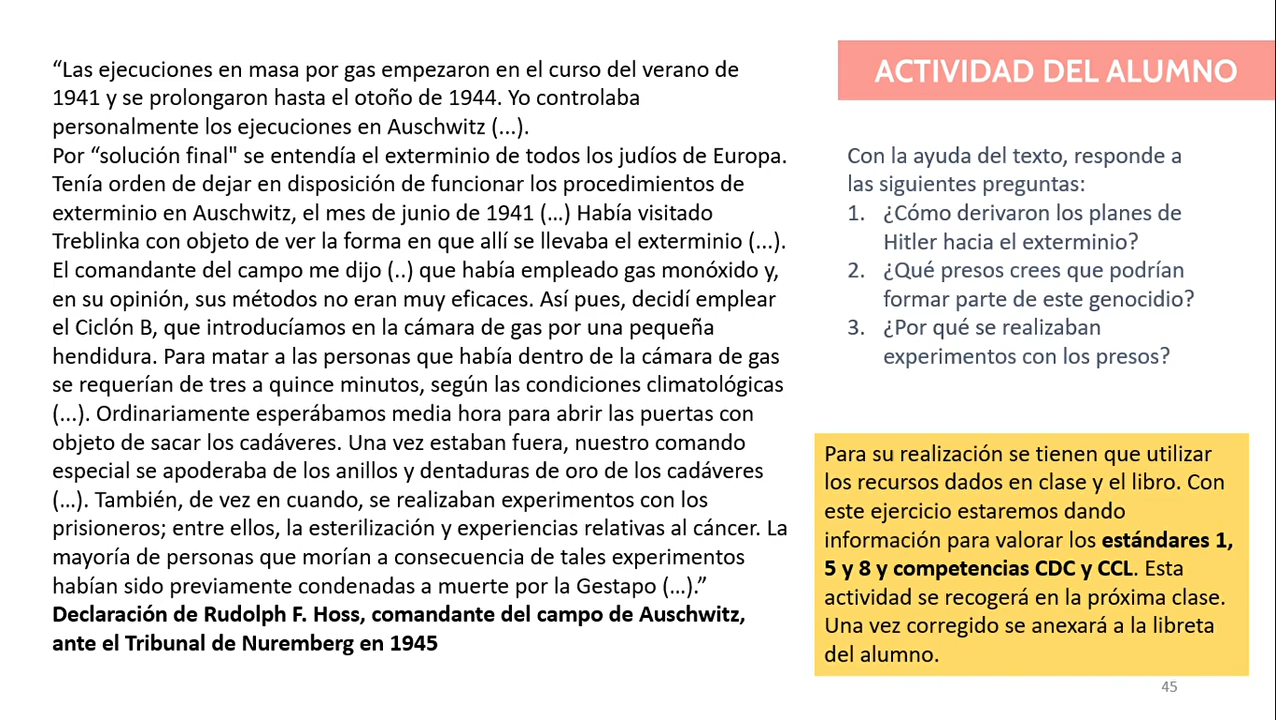 “Las ejecuciones en masa por gas empezaron en el curso del verano de
1941 y se prolongaron hasta el otoño de 1944. Yo controlaba
personalmente los ejecuciones en Auschwitz (...).
Por “solución final" se entendía el exterminio de todos los judíos de Europa.
Tenía orden de dejar en disposición de funcionar los procedimientos de
exterminio en Auschwitz, el mes de junio de 1941 (…) Había visitado
Treblinka con objeto de ver la forma en que allí se llevaba el exterminio (...).
El comandante del campo me dijo (..) que había empleado gas monóxido y,
en su opinión, sus métodos no eran muy eficaces. Así pues, decidí emplear
el Ciclón B, que introducíamos en la cámara de gas por una pequeña
hendidura. Para matar a las personas que había dentro de la cámara de gas
se requerían de tres a quince minutos, según las condiciones climatológicas
(...). Ordinariamente esperábamos media hora para abrir las puertas con
objeto de sacar los cadáveres. Una vez estaban fuera, nuestro comando
especial se apoderaba de los anillos y dentaduras de oro de los cadáveres
(…). También, de vez en cuando, se realizaban experimentos con los
prisioneros; entre ellos, la esterilización y experiencias relativas al cáncer. La
mayoría de personas que morían a consecuencia de tales experimentos
habían sido previamente condenadas a muerte por la Gestapo (…).”
Declaración de Rudolph F. Hoss, comandante del campo de Auschwitz,
ante el Tribunal de Nuremberg en 1945
ACTIVIDAD DEL ALUMNO
Con la ayuda del texto, responde a
las siguientes preguntas:
1. ¿Cómo derivaron los planes de
Hitler hacia el exterminio?
2. ¿Qué presos crees que podrían
formar parte de este genocidio?
3. ¿Por qué se realizaban
experimentos con los presos?
Para su realización se tienen que utilizar
los recursos dados en clase y el libro. Con
este ejercicio estaremos dando
información para valorar los estándares 1,
5 y 8 y competencias CDC y CCL. Esta
actividad se recogerá en la próxima clase.
Una vez corregido se anexará a la libreta
del alumno.
45